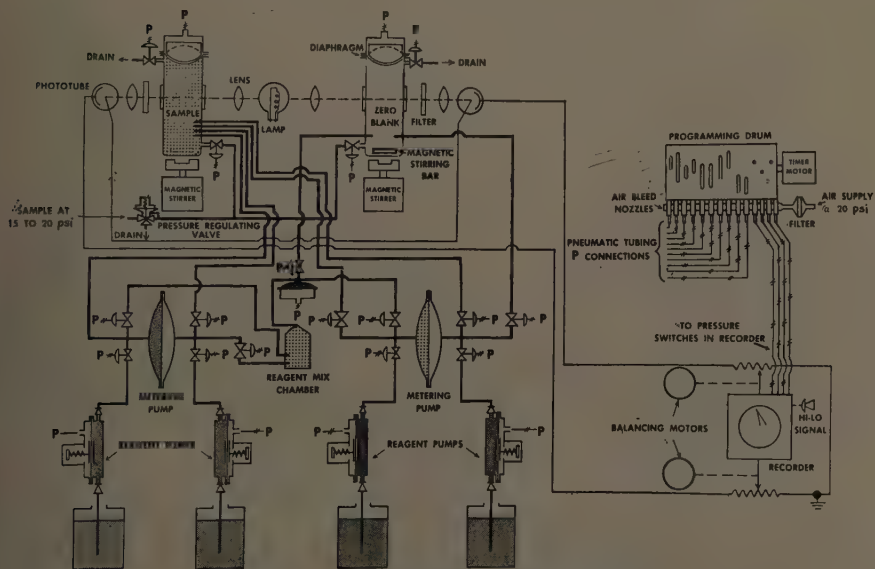 P
P
DRAIN
DIAPHRAGM
DRAIN
PHOTOTUBE
LENS
SAMPLE
LAMP
ZERO
BLANK
FILTER
PROGRAMMING DRUM
TIMER
MOTOR
MAGNETIC
STIRRING
BAR
P
P
MAGNETIC
STIRRER
MAGNETIC
STIRRER
AIR BLEED
NOZZLES
AIR SUPPLY
20 psi
FILTER
SAMPLE AT
15 TO 20 psi
PRESSURE REGULATING
VALVE
DRAIN
PNEUMATIC TUBING
P CONNECTIONS
P
P
P
P
P
P
P
P
P
P
P
P
P
TO PRESSURE
SWITCHES IN RECORDER
REAGENT MIX
CHAMBER
PUMP
METERING
PUMP
P
P
P
P
REAGENT PUMPS
BALANCING MOTORS
HI-LO
SIGNAL
RECORDER